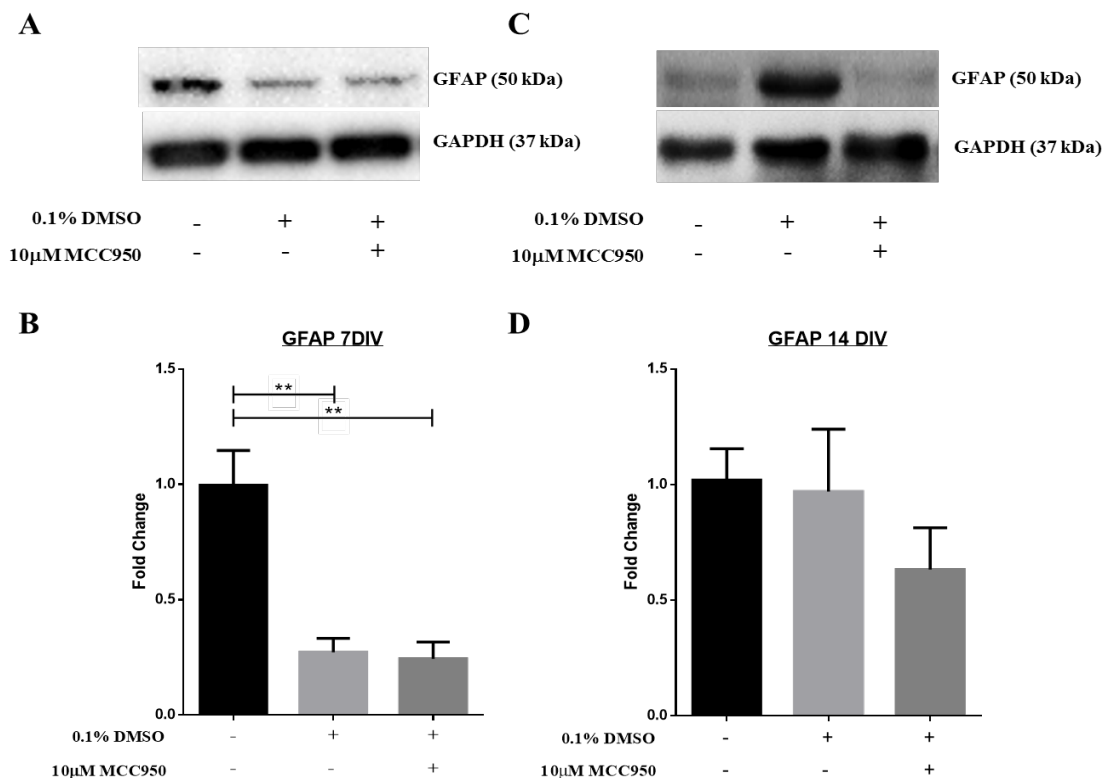 A
GFAP (50 kDa)
GAPDH (37 kDa)
0.1% DMSO - + +
10μM MCC950 - - +
C
GFAP (50 kDa)
GAPDH (37 kDa)
0.1% DMSO - + +
10μM MCC950 - - +
B
GFAP 7DIV
1.5
1.0
0.5
0.0
Fold Change
**
**
0.1% DMSO - + +
10μM MCC950 - - +
D
GFAP 14 DIV
1.5
1.0
0.5
0.0
Fold Change
0.1% DMSO - + +
10μM MCC950 - - +